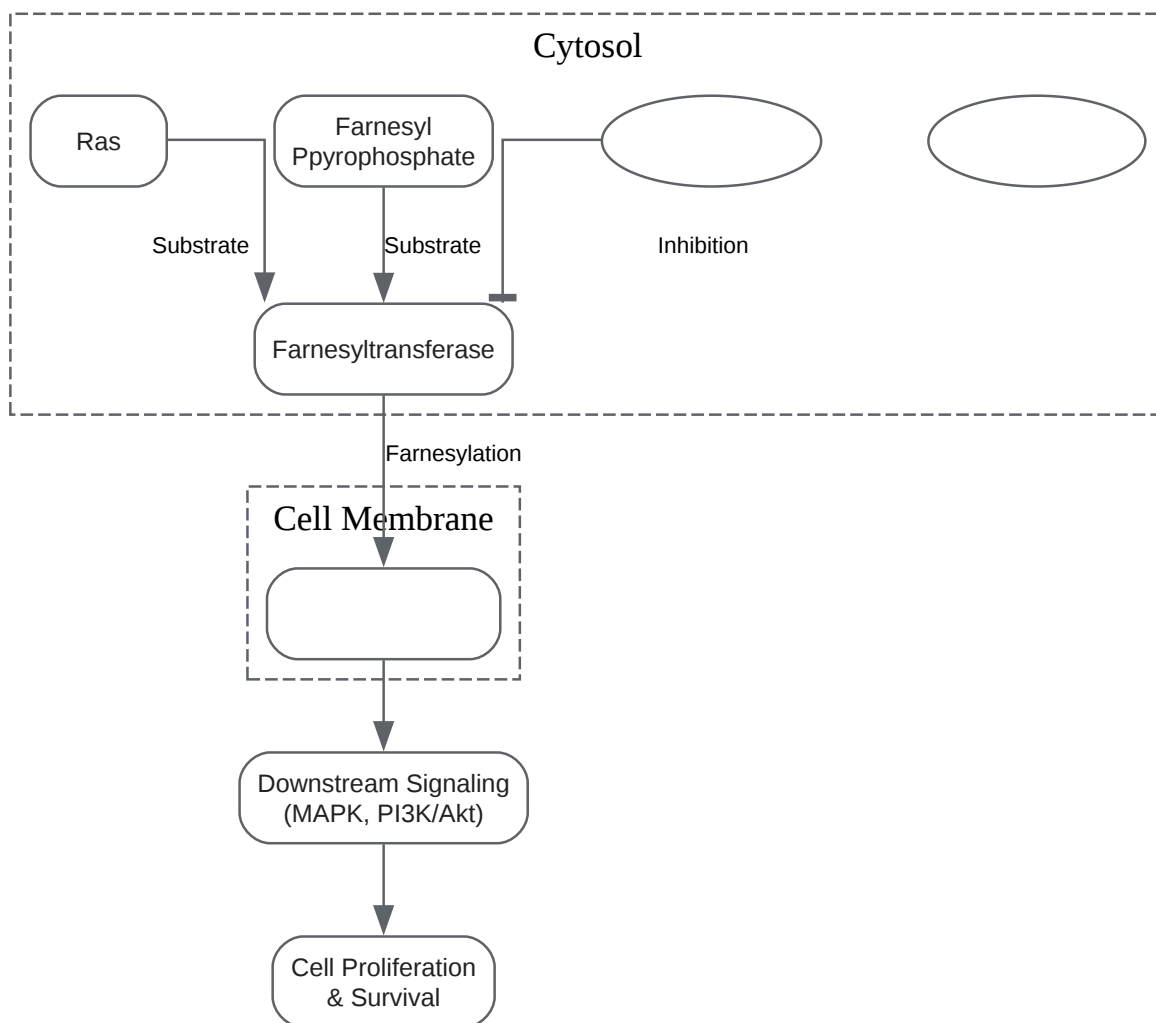 Cytosol
Ras
Farnesyl
Ppyrophosphate
Substrate
Substrate
Inhibition
Farnesyltransferase
Farnesylation
Cell Membrane
Downstream Signaling
(MAPK, PI3K/Akt)
Cell Proliferation
& Survival